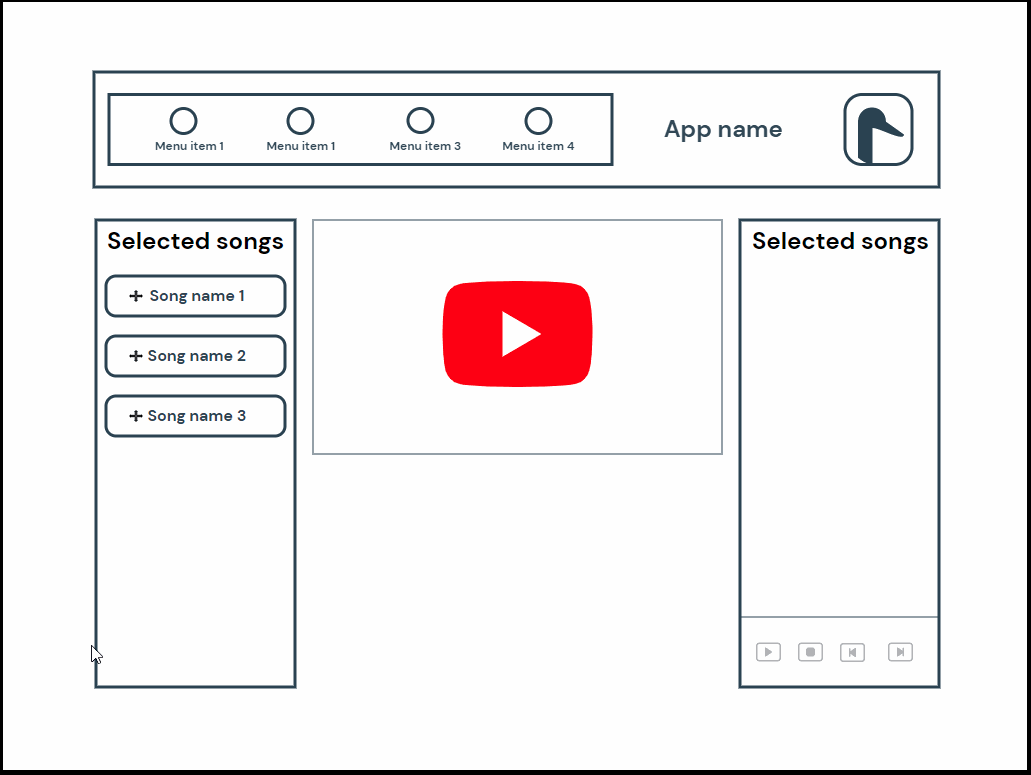 Menu item 1
Menu item 1
Menu item 3
Menu item 4
App name
Selected songs
Song name 1
Song name 2
Song name 3
Selected songs